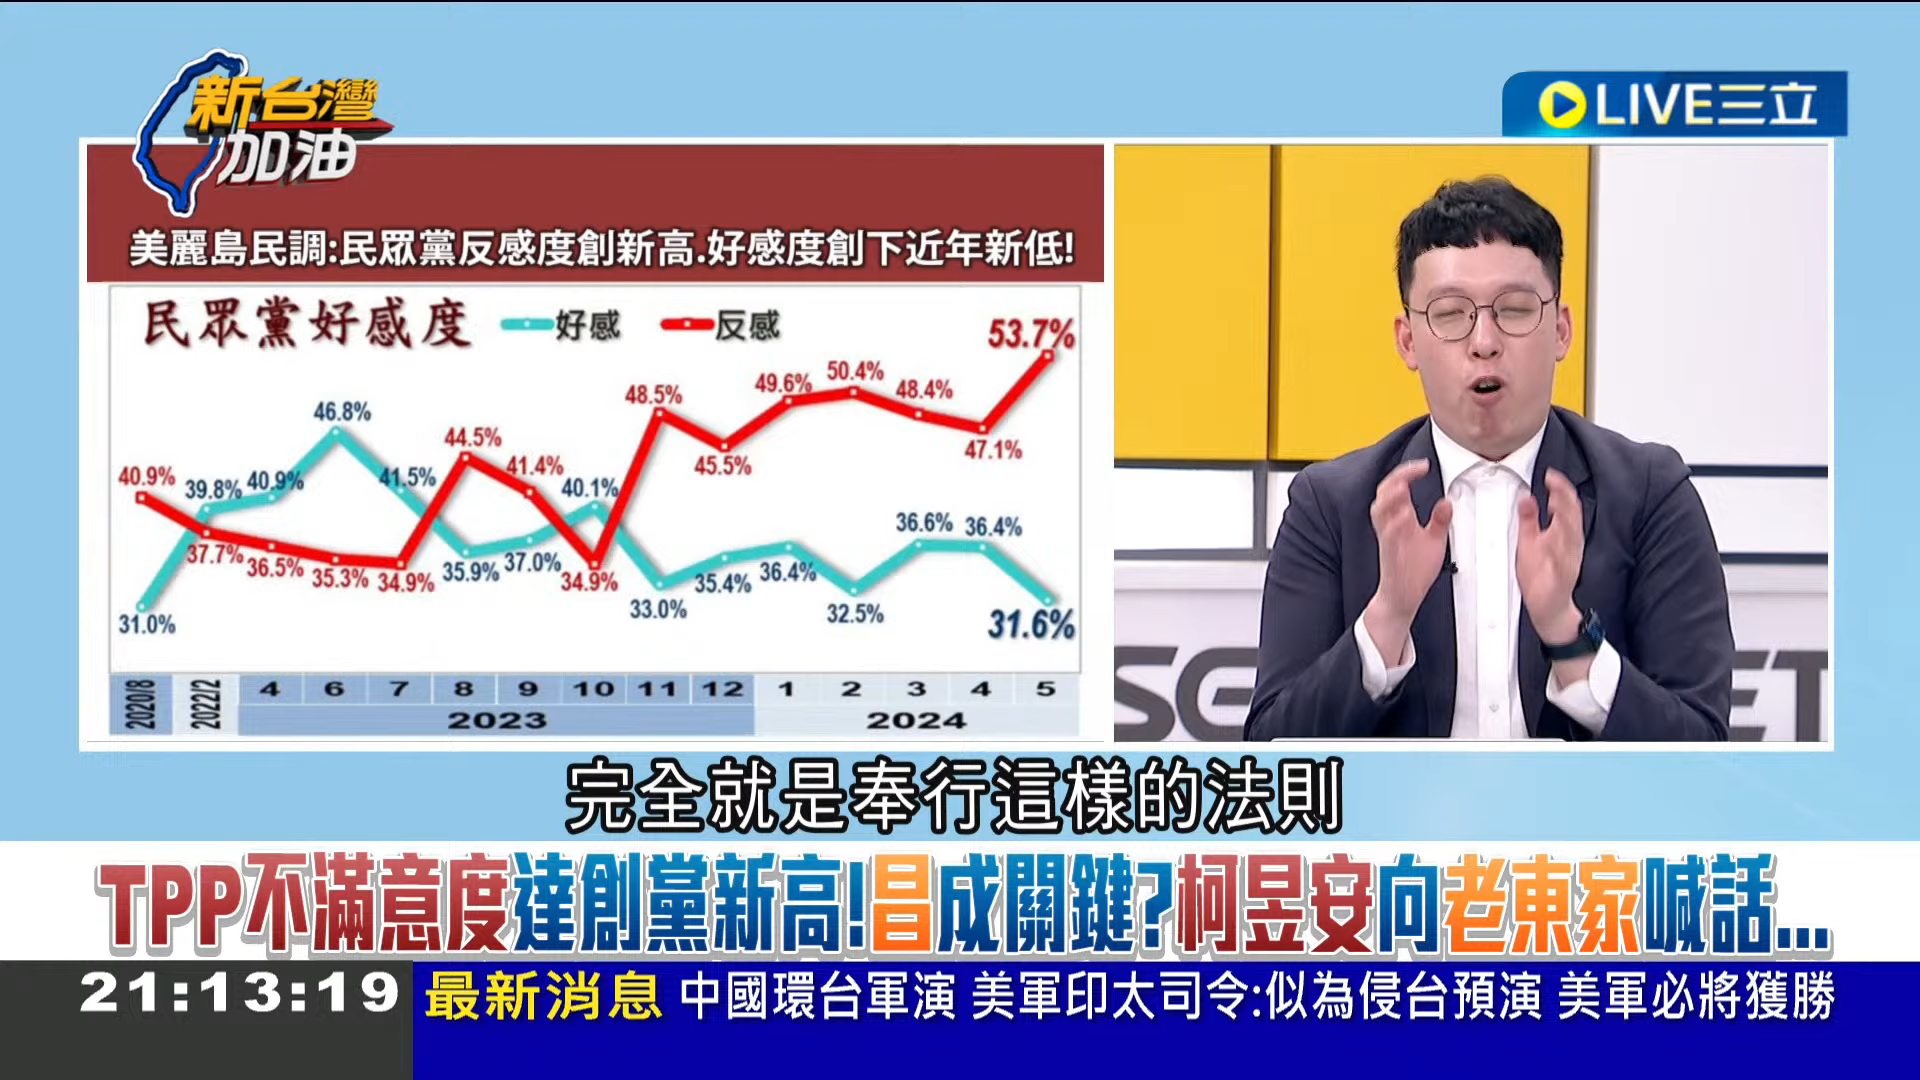 新台灣
加油
LIVE三立
美麗島民調:民眾黨反感度創新高.好感度創下近年新低!
民眾黨好感度
好感
反感
53.7%
50.4%
49.6%
48.4%
48.5%
46.8%
47.1%
44.5%
45.5%
41.4%
41.5%
40.1%
40.9%
39.8%
40.9%
37.7%
36.5%
35.3%
34.9%
35.9%
37.0%
34.9%
36.6%
36.4%
33.0%
35.4%
36.4%
32.5%
31.0%
31.6%
2020/8
2022/2
4 6 7 8 9 10 11 12 1 2 3 4 5
2023
2024
SET
完全就是奉行這樣的法則
TPP不滿意度達創黨新高!昌成關鍵?柯昱安向老東家喊話...
21:13:19
最新消息 中國環台軍演 美軍印太司令:似為侵台預演 美軍必將獲勝